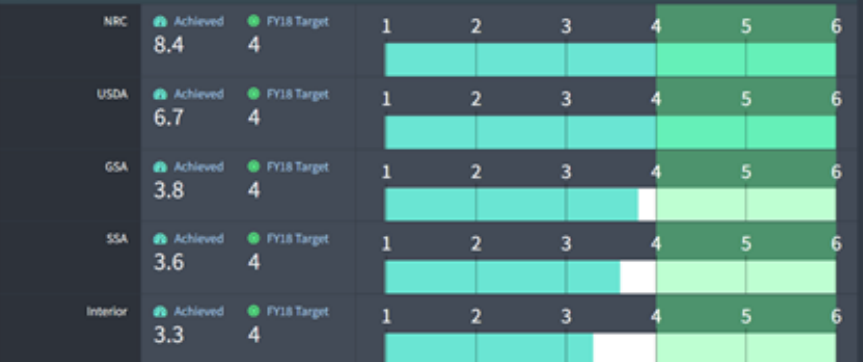 NRC Achieved FY18 Target 1 2 3 4 5 6
8.4 4
USDA Achieved FY18 Target 1 2 3 4 5 6
6.7 4
GSA Achieved FY18 Target 1 2 3 4 5 6
3.8 4
SSA Achieved FY18 Target 1 2 3 4 5 6
3.6 4
Interior Achieved FY18 Target 1 2 3 4 5 6
3.3 4